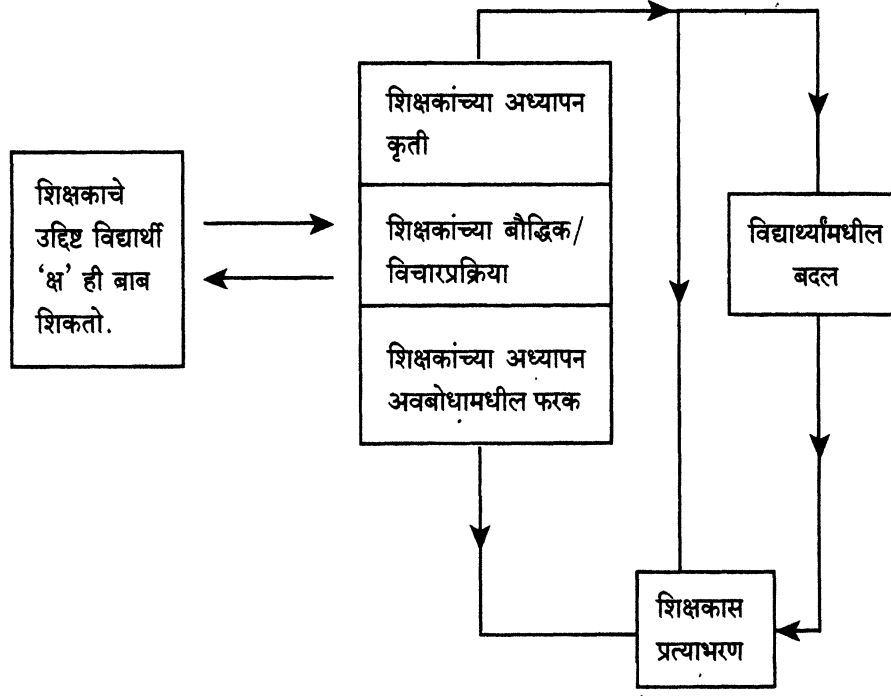 शिक्षकाचे
उद्दिष्ट विद्यार्थी
‘क्ष’ ही बाब
शिकतो.
शिक्षकांच्या अध्यापन
कृती
शिक्षकांच्या बौद्धिक/
विचारप्रक्रिया
शिक्षकांच्या अध्यापन
अवबोधामधील फरक
विद्यार्थ्यांमधील
बदल
शिक्षकास
प्रत्याभरण